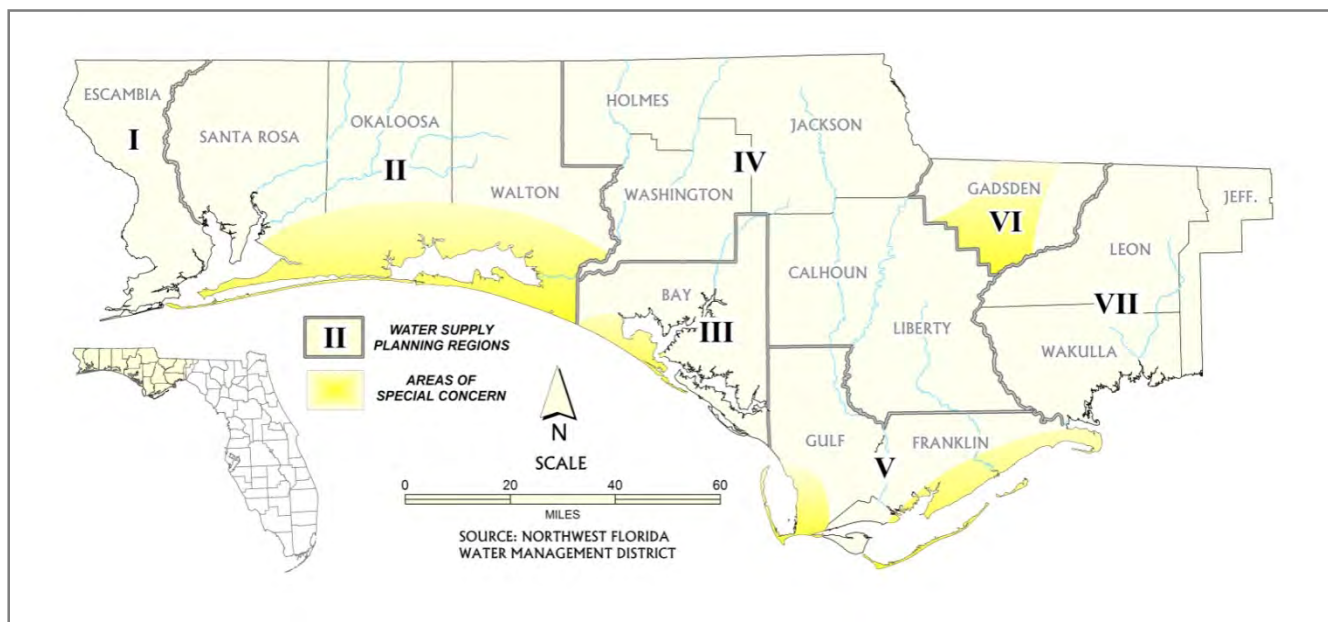 ESCAMBIA
I
SANTA ROSA
OKALOOSA
II
WALTON
HOLMES
WASHINGTON
IV
JACKSON
GADSDEN
VI
JEFF.
LEON
VII
WAKULLA
CALHOUN
LIBERTY
BAY
III
GULF
FRANKLIN
V
II
WATER SUPPLY
PLANNING REGIONS
AREAS OF
SPECIAL CONCERN
N
SCALE
0 20 40 60
MILES
SOURCE: NORTHWEST FLORIDA
WATER MANAGEMENT DISTRICT